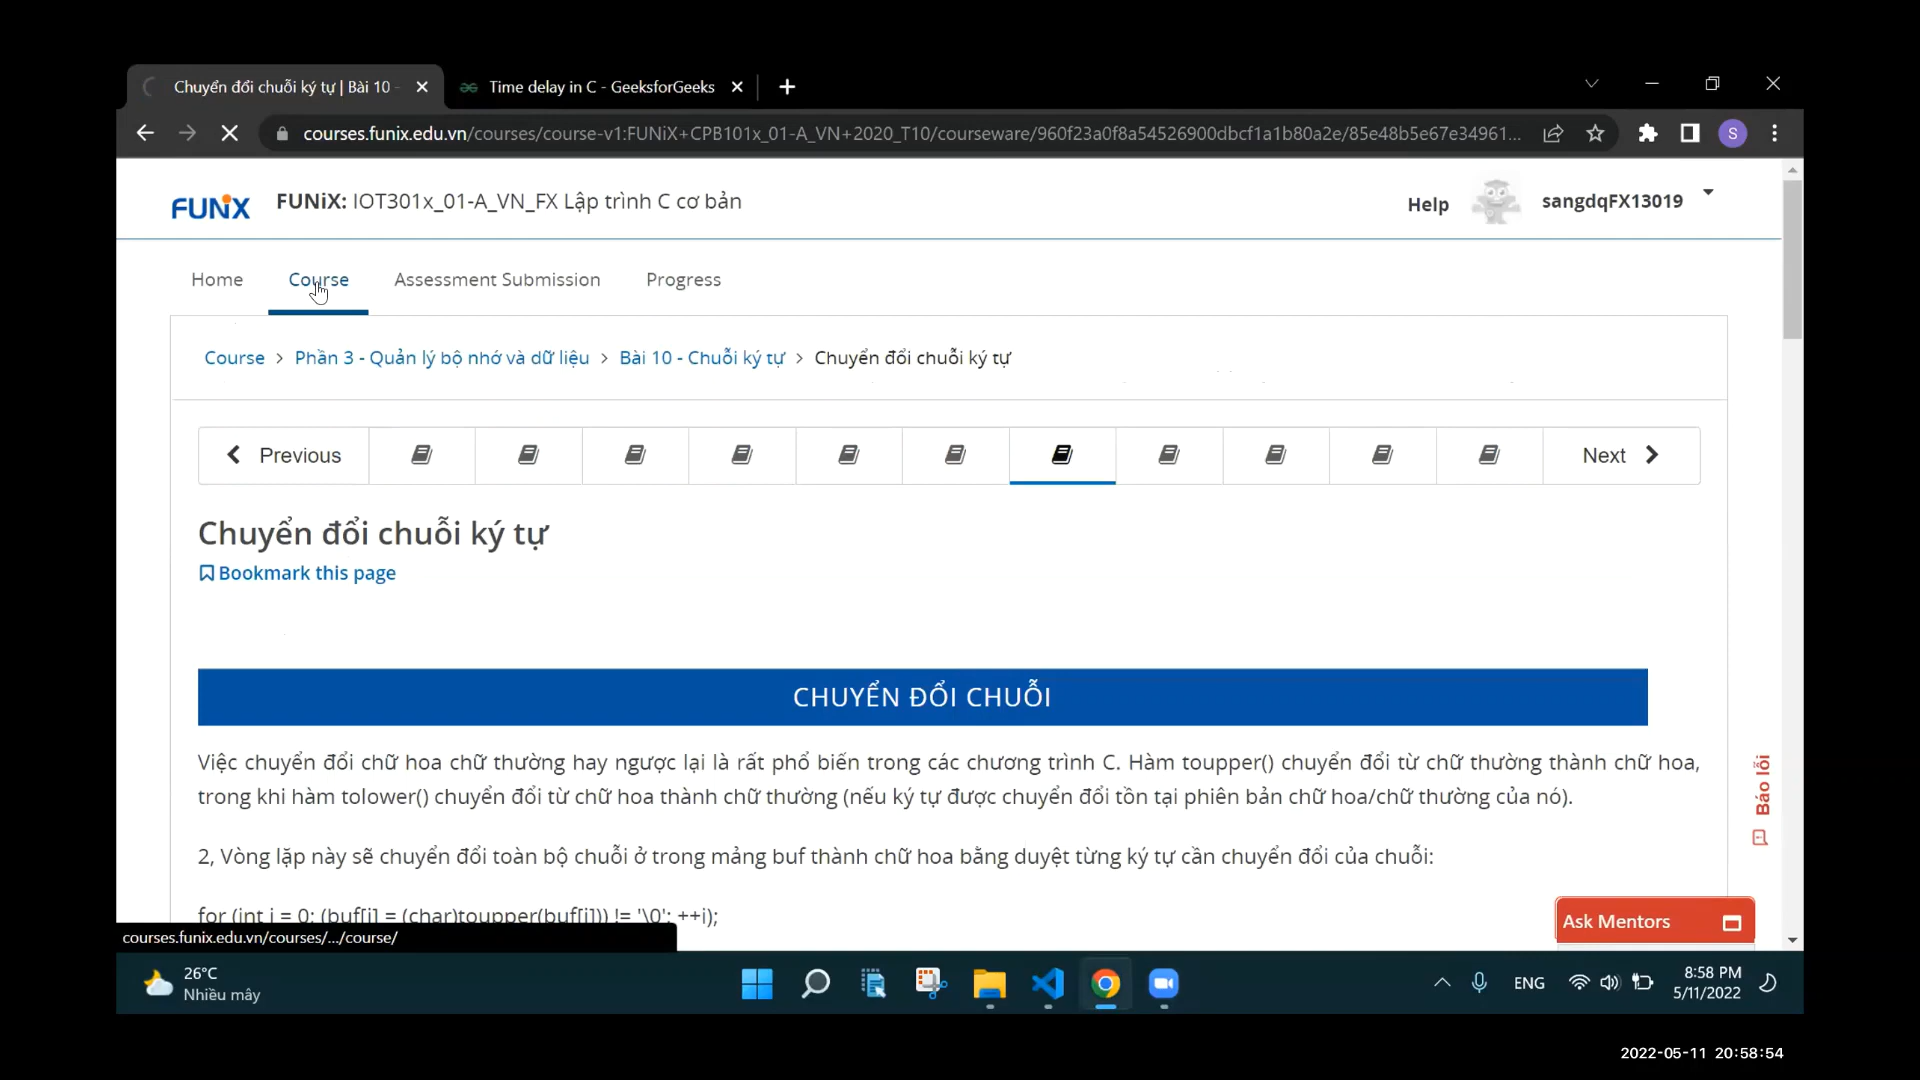 Chuyển đổi chuỗi ký tự | Bài 10 -
Time delay in C - GeeksforGeeks
courses.funix.edu.vn/courses/course-v1:FUNiX+CPB101x_01-A_VN+2020_T10/courseware/960f23a0f8a54526900dbcf1a1b80a2e/85e48b5e67e34961...
S
FUNiX
FUNiX: IOT301x_01-A_VN_FX Lập trình C cơ bản
Help
sangdqFX13019
Home
Course
Assessment Submission
Progress
Course > Phần 3 - Quản lý bộ nhớ và dữ liệu > Bài 10 - Chuỗi ký tự > Chuyển đổi chuỗi ký tự
Previous
Next
Chuyển đổi chuỗi ký tự
Bookmark this page
CHUYỂN ĐỔI CHUỖI
Việc chuyển đổi chữ hoa chữ thường hay ngược lại là rất phổ biến trong các chương trình C. Hàm toupper() chuyển đổi từ chữ thường thành chữ hoa,
trong khi hàm tolower() chuyển đổi từ chữ hoa thành chữ thường (nếu ký tự được chuyển đổi tồn tại phiên bản chữ hoa/chữ thường của nó).
Báo lỗi
2, Vòng lặp này sẽ chuyển đổi toàn bộ chuỗi ở trong mảng buf thành chữ hoa bằng duyệt từng ký tự cần chuyển đổi của chuỗi:
for (int i = 0; (buf[i] = (char)toupper(buf[i])) != '\0'; ++i);
Ask Mentors
courses.funix.edu.vn/courses/.../course/
26°C
Nhiều mây
ENG
8:58 PM
5/11/2022
2022-05-11 20:58:54